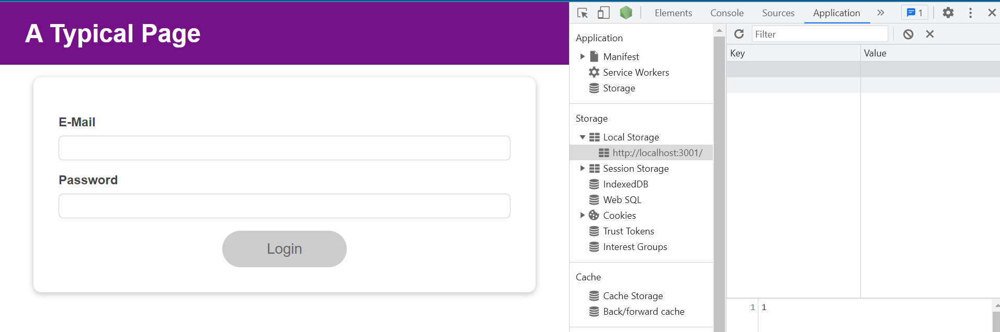 A Typical Page
E-Mail
Password
Login
Elements Console Sources Application 1
Application
Manifest
Service Workers
Storage
Storage
Local Storage
http://localhost:3001/
Session Storage
IndexedDB
Web SQL
Cookies
Trust Tokens
Interest Groups
Cache
Cache Storage
Back/forward cache
Filter
Key Value
1 1